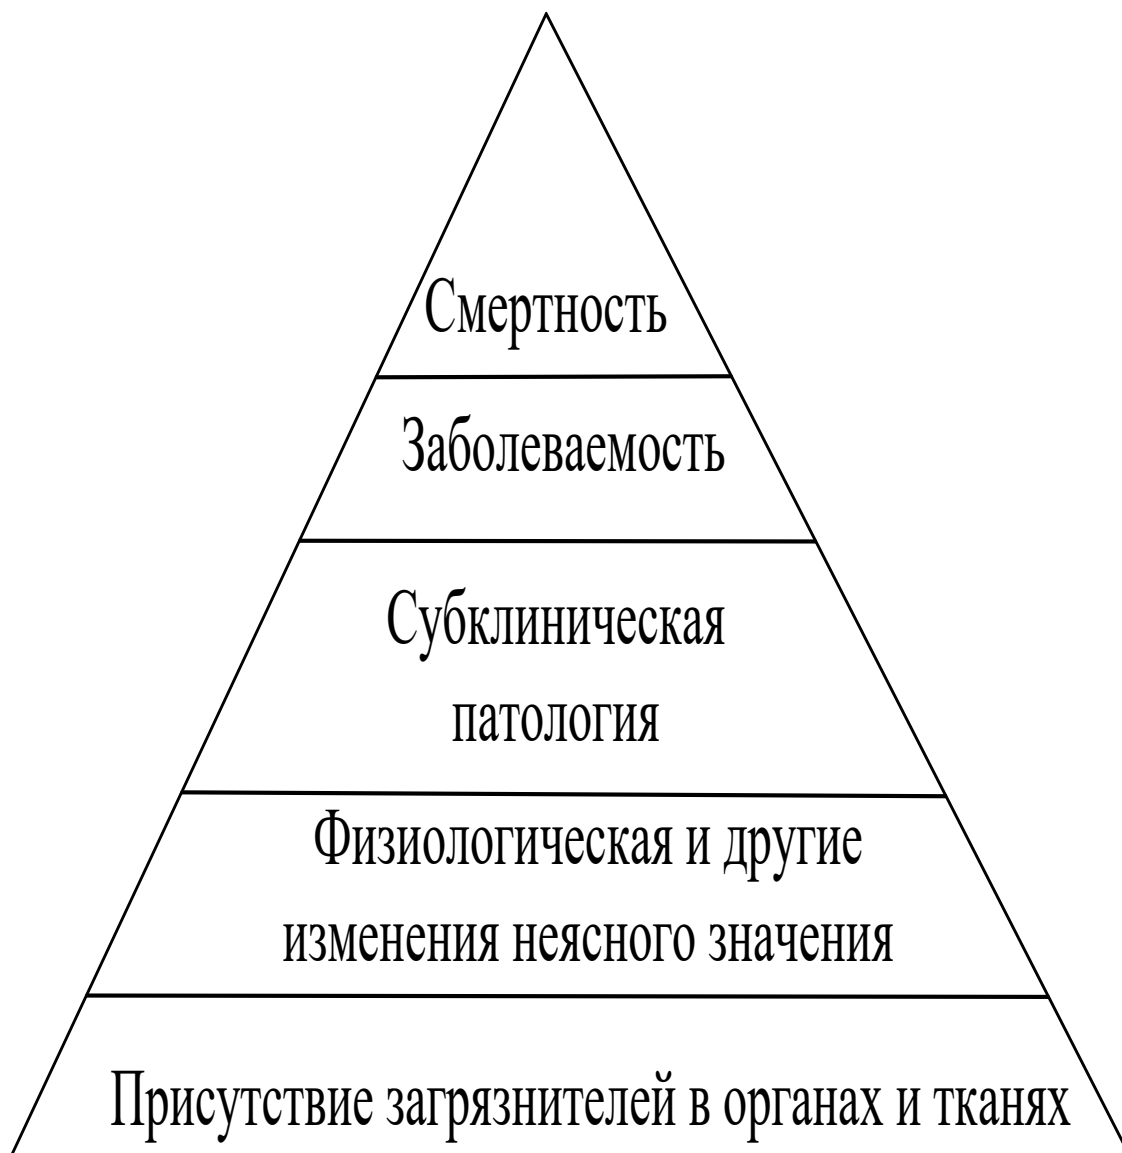 Смертность
Заболеваемость
Субклиническая
патология
Физиологическая и другие
изменения неясного значения
Присутствие загрязнителей в органах и тканях